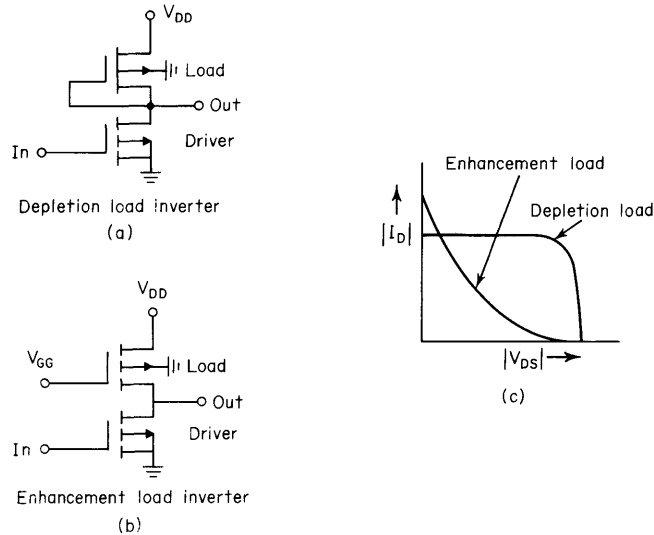 V_DD
Load
Out
In
Driver
Depletion load inverter
(a)
V_DD
V_GG
Load
Out
In
Driver
Enhancement load inverter
(b)
Enhancement load
Depletion load
|I_D|
|V_DS|
(c)